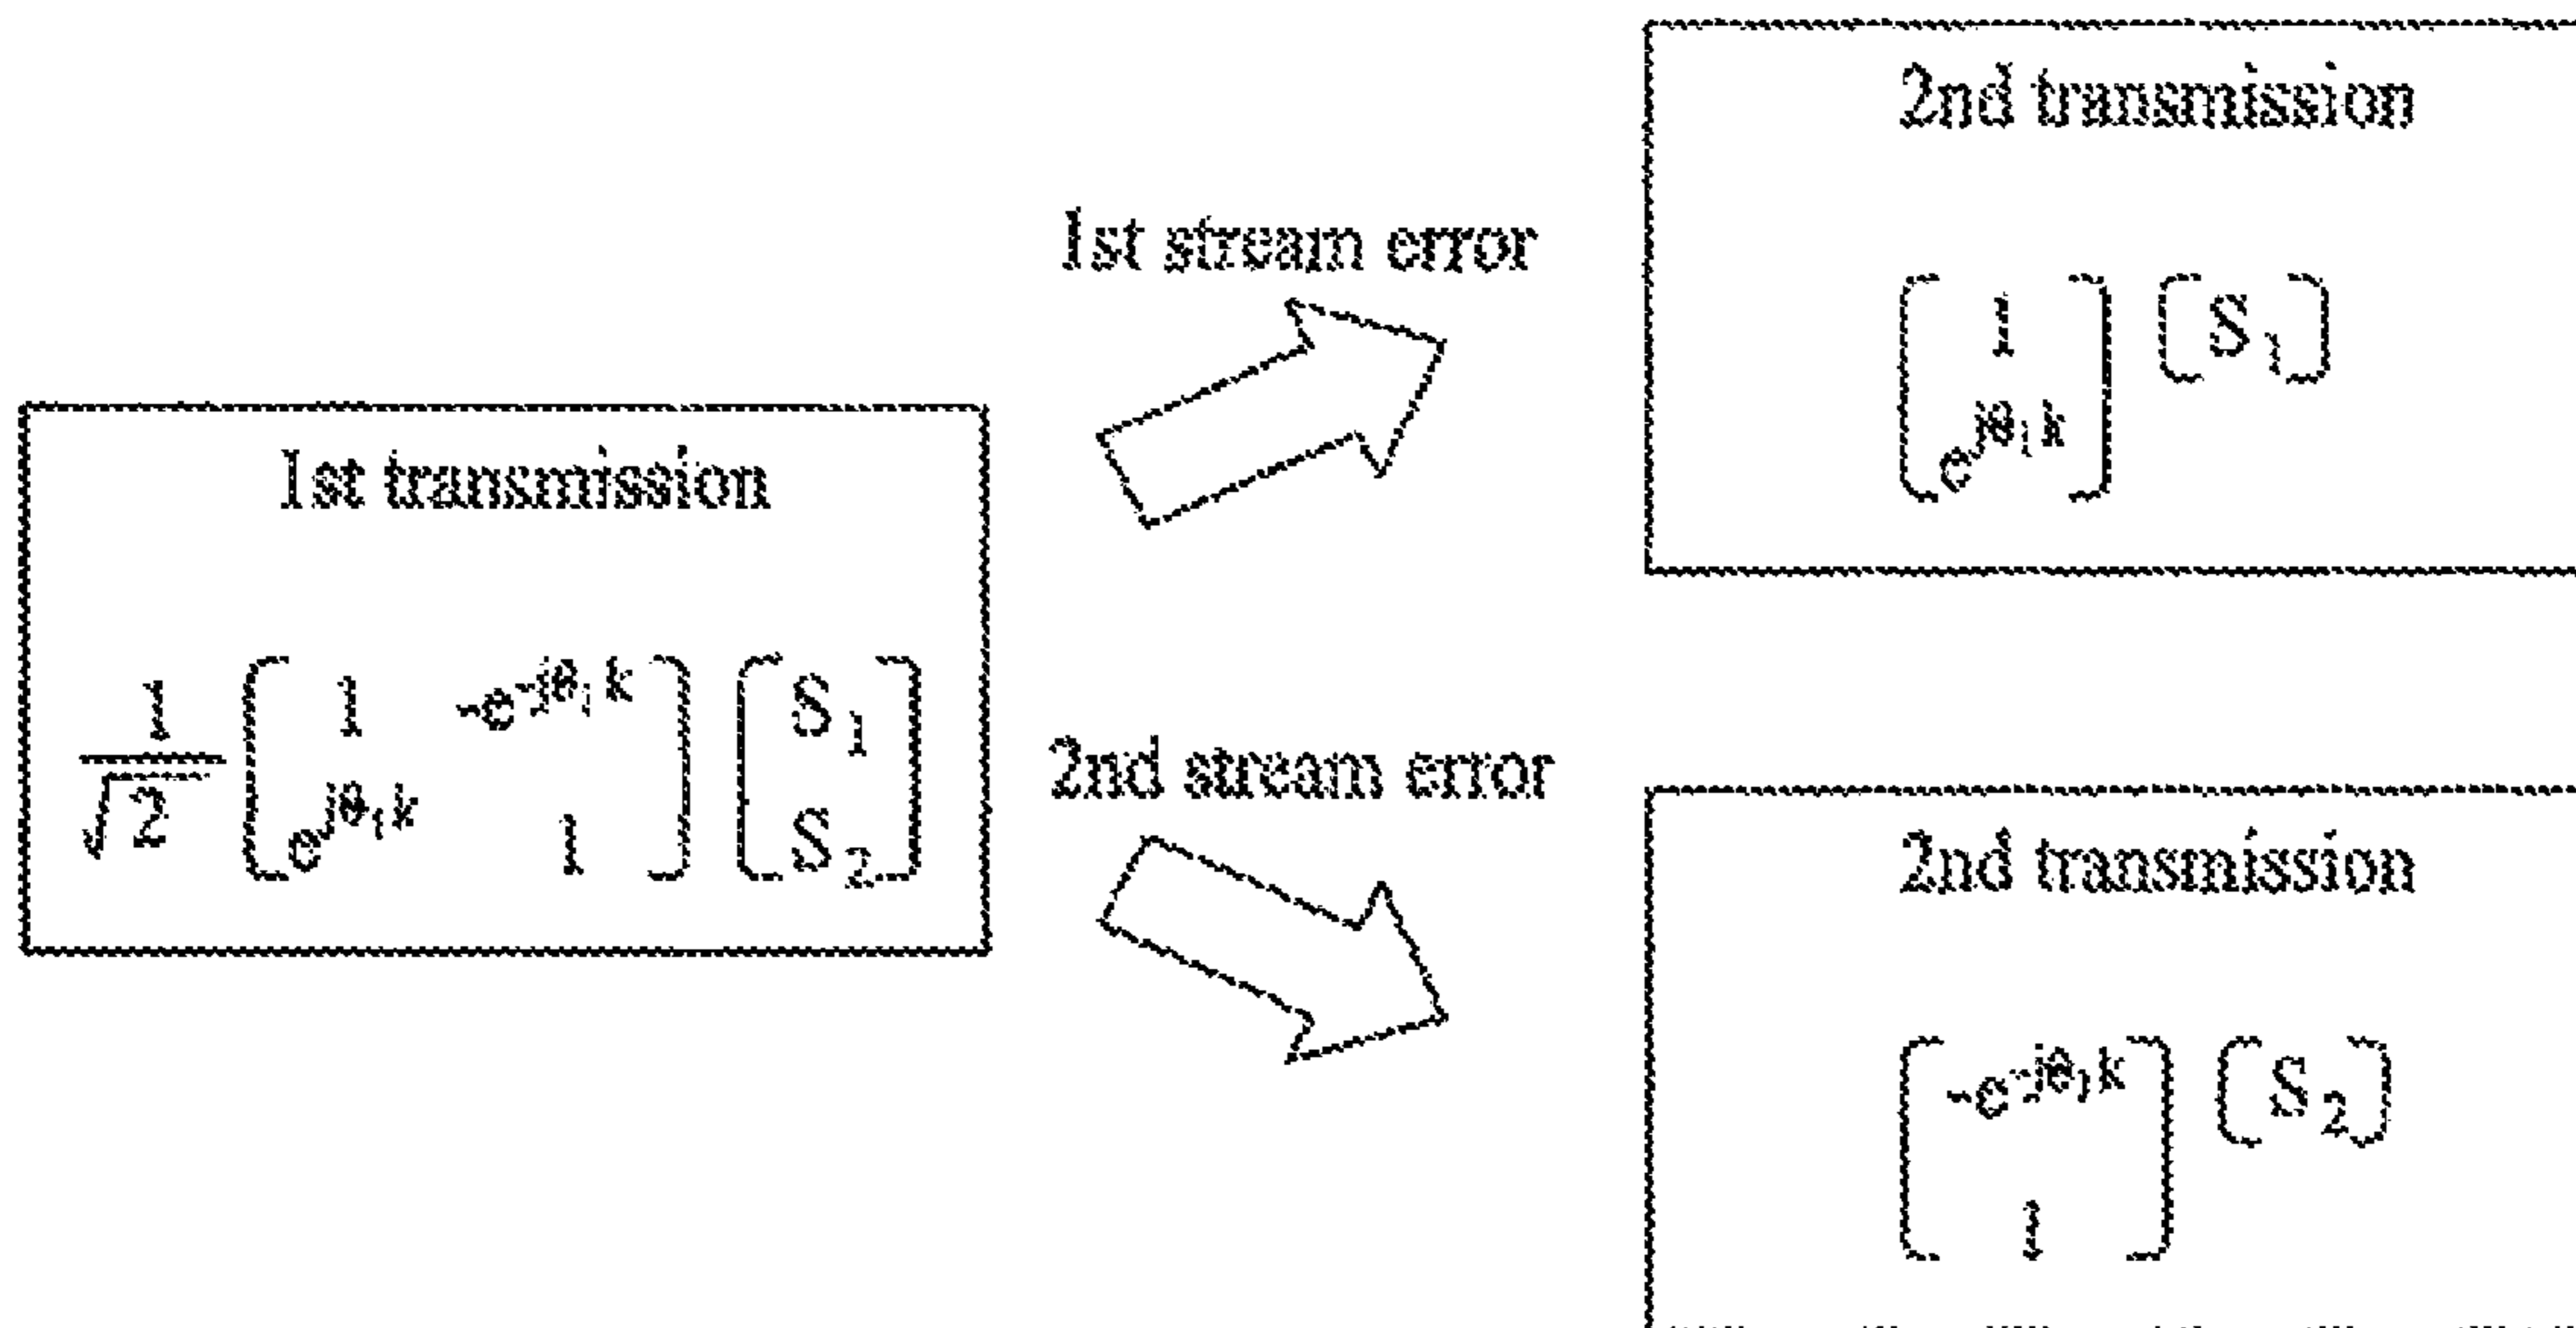 2nd transmission
1st stream error
1
[S₁]
e^{jθ₁k}
1st transmission
1/√2
1 -e^{-jθ₁k}
e^{jθ₁k} 1
S₁
S₂
2nd stream error
2nd transmission
-e^{-jθ₁k}
[S₂]
1